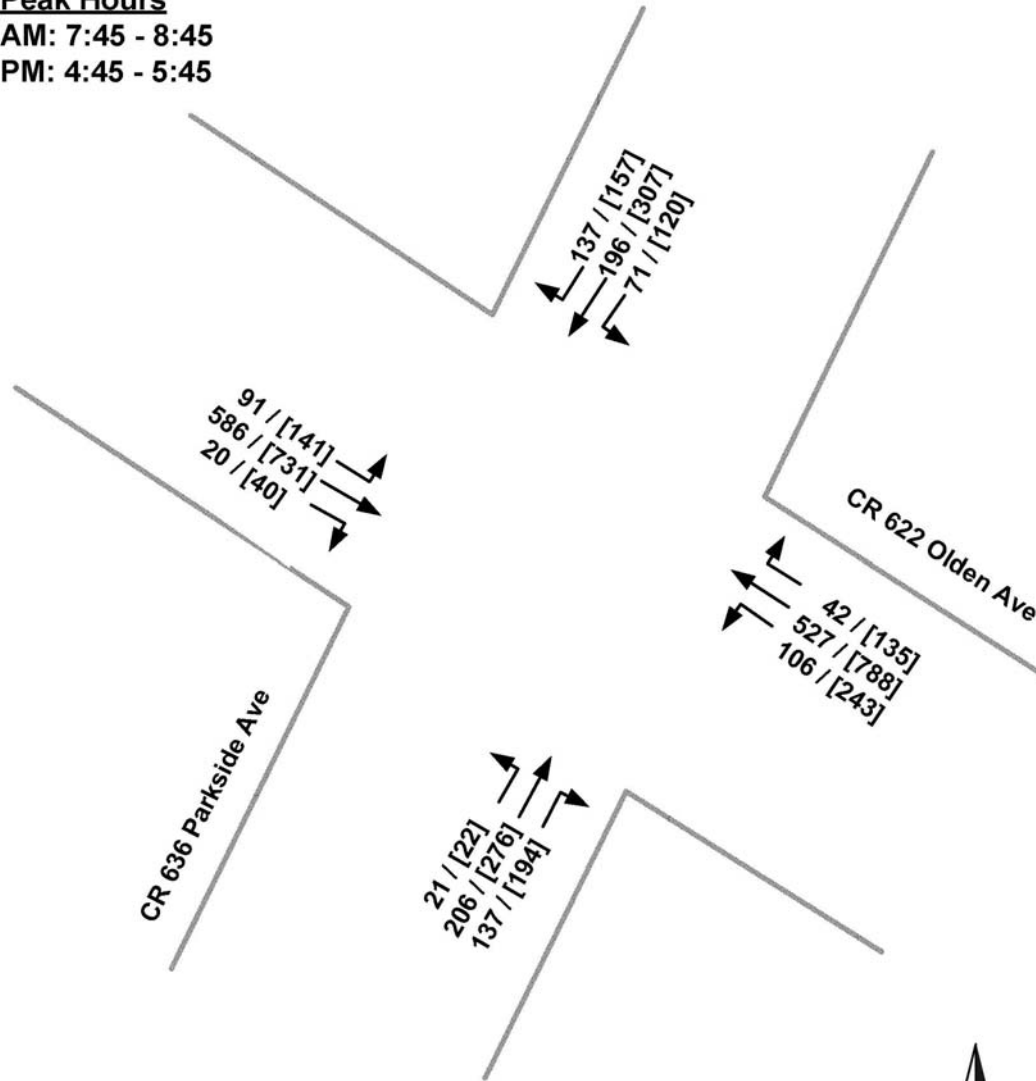 Peak Hours
AM: 7:45 - 8:45
PM: 4:45 - 5:45
137 / [157]
196 / [307]
71 / [120]
91 / [141]
586 / [731]
20 / [40]
CR 622 Olden Ave
42 / [135]
527 / [788]
106 / [243]
CR 636 Parkside Ave
21 / [22]
206 / [276]
137 / [194]